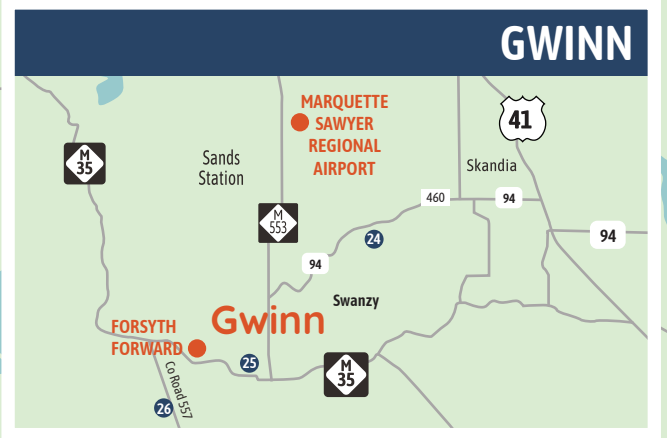 GWINN
MARQUETTE
SAWYER
REGIONAL
AIRPORT
41
M
35
Sands
Station
Skandia
460
94
M
553
94
24
94
Swanzy
Gwinn
FORSYTH
FORWARD
25
M
35
Co Road 557
26